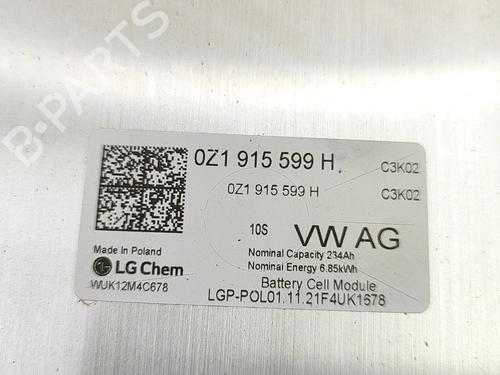 B-PARTS
0Z1 915 599 H C3K02
0Z1 915 599 H C3K02
10S VW AG
Made In Poland Nominal Capacity 234Ah
LG Chem Nominal Energy 6.85kWh
WUK12M4C678 Battery Cell Module
LGP-POL01.11.21F4UK1678
B-PARTS